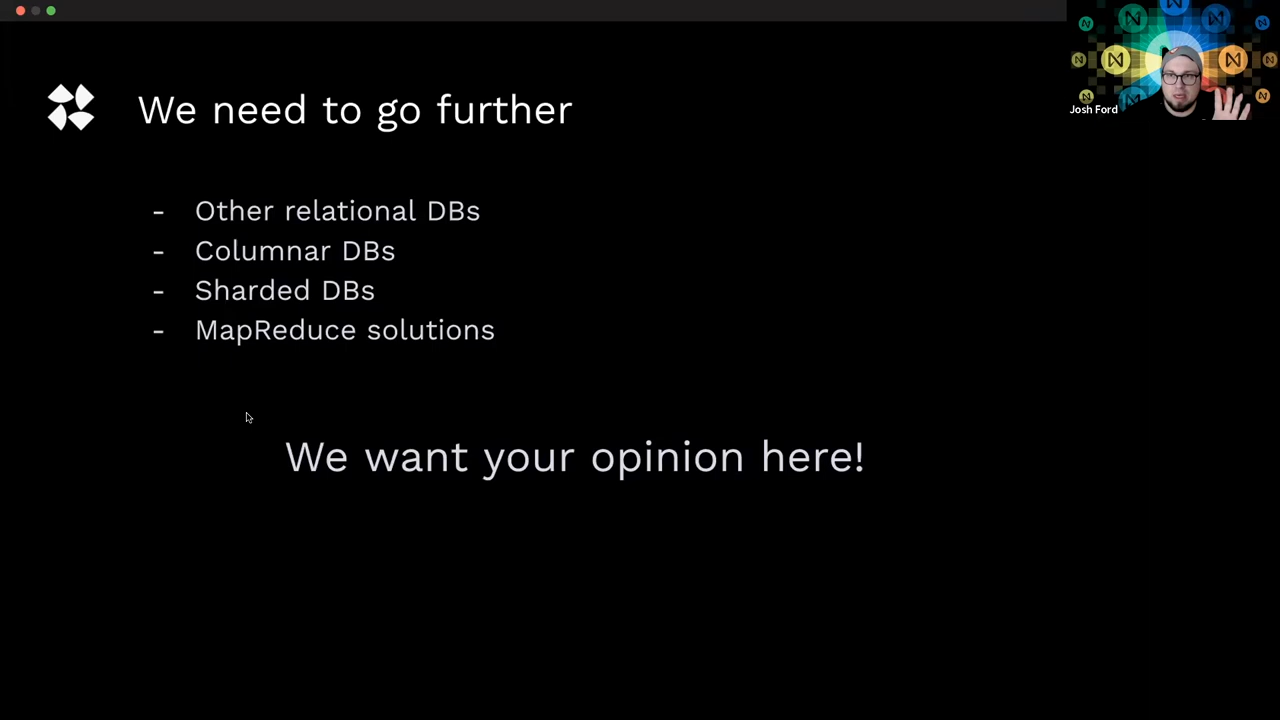 We need to go further
- Other relational DBs
- Columnar DBs
- Sharded DBs
- MapReduce solutions
We want your opinion here!
Josh Ford